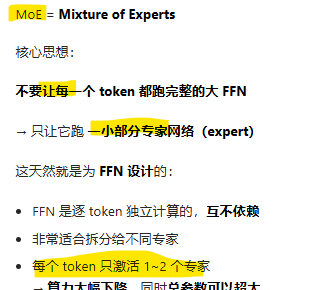 MoE = Mixture of Experts
核心思想：
不要让每一个 token 都跑完整的大 FFN
→ 只让它跑 一小部分专家网络（expert）
这天然就是为 FFN 设计的：
• FFN 是逐 token 独立计算的，互不依赖
• 非常适合拆分给不同专家
• 每个 token 只激活 1~2 个专家
→ 算力大幅下降，同时总参数可以超大